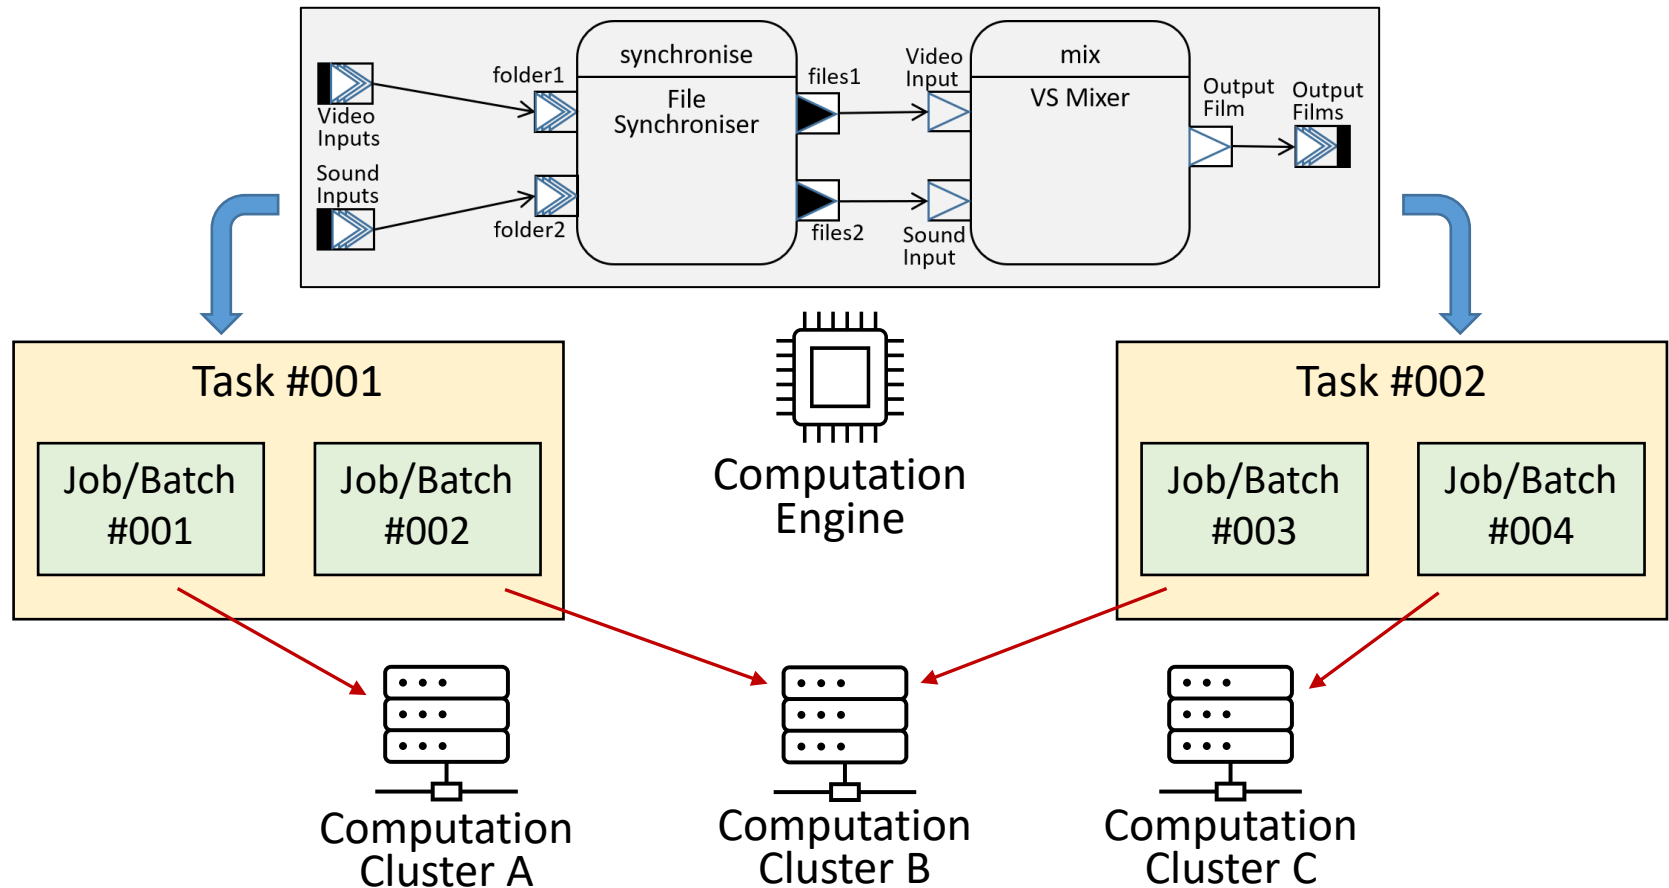 synchronise
File
Synchroniser
mix
VS Mixer
Video
Inputs
Sound
Inputs
folder1
folder2
files1
files2
Video
Input
Sound
Input
Output
Film
Output
Films
Task #001
Job/Batch
#001
Job/Batch
#002
Computation
Engine
Task #002
Job/Batch
#003
Job/Batch
#004
Computation
Cluster A
Computation
Cluster B
Computation
Cluster C